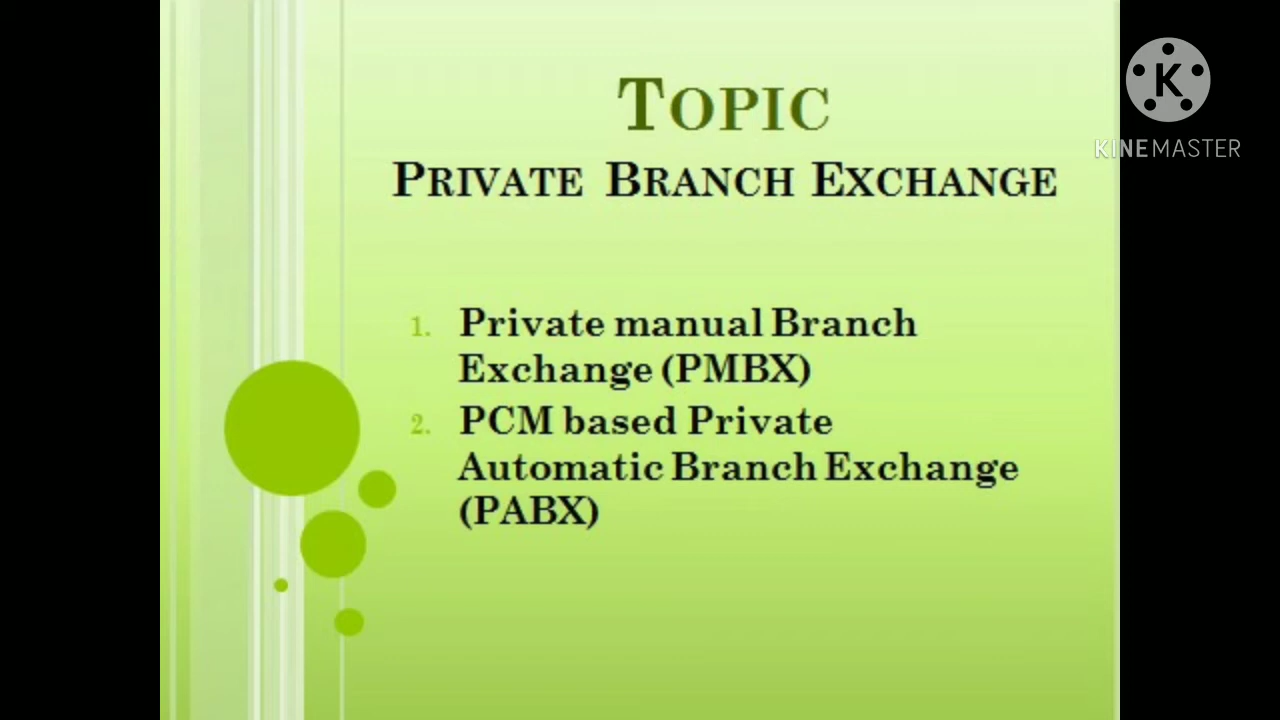 TOPIC
PRIVATE BRANCH EXCHANGE
1. Private manual Branch
Exchange (PMBX)
2. PCM based Private
Automatic Branch Exchange
(PABX)
K
KINEMASTER